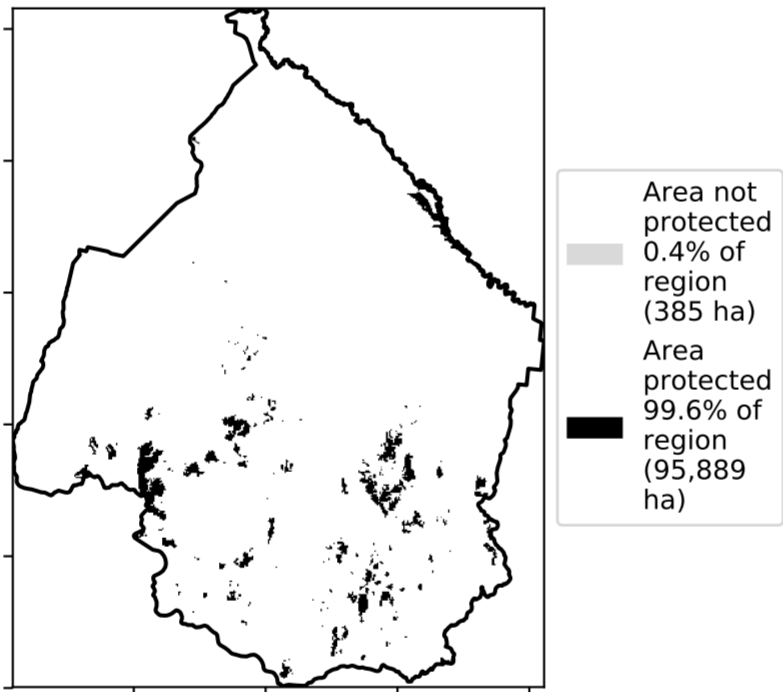 Area not
protected
0.4% of
region
(385 ha)
Area
protected
99.6% of
region
(95,889
ha)